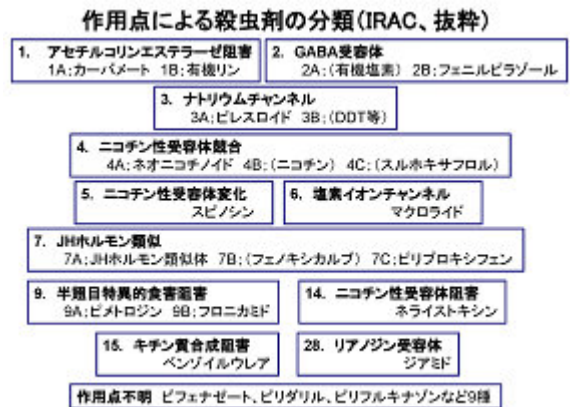 作用点による殺虫剤の分類(IRAC、抜粋)
1. アセチルコリンエステラーゼ阻害
1A;カーバメート 1B;有機リン
2. GABA受容体
2A;(有機塩素) 2B;フェニルピラゾール
3. ナトリウムチャンネル
3A;ピレスロイド 3B;(DDT等)
4. ニコチン性受容体競合
4A;ネオニコチノイド 4B;(ニコチン) 4C;(スルホキサフロル)
5. ニコチン性受容体変化
スピノシン
6. 塩素イオンチャンネル
マクロライド
7. JHホルモン類似
7A;JHホルモン類似体 7B;(フェノキシカルブ) 7C;ピリプロキシフェン
9. 半翅目特異的食害阻害
9A;ピメトロジン 9B;フロニカミド
14. ニコチン性受容体阻害
ネライストキシン
15. キチン質合成阻害
ベンゾイルウレア
28. リアノジン受容体
ジアミド
作用点不明 ビフェナゼート、ピリダリル、ピリフルキナゾンなど9種